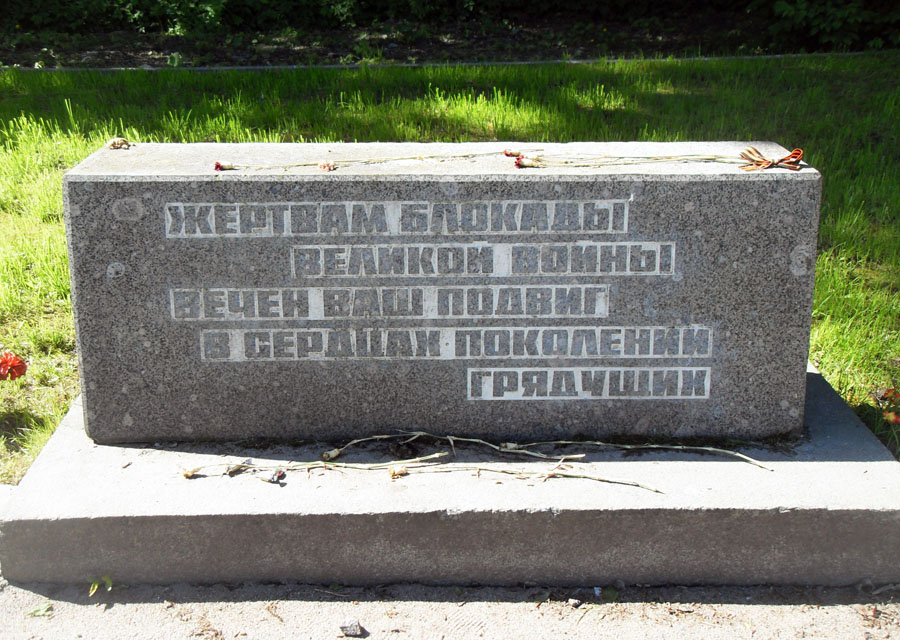 ЖЕРТВАМ БЛОКАДЫ
ВЕЛИКОЙ ВОЙНЫ
ВЕЧЕН ВАШ ПОДВИГ
В СЕРДЦАХ ПОКОЛЕНИЙ
ГРЯДУЩИХ